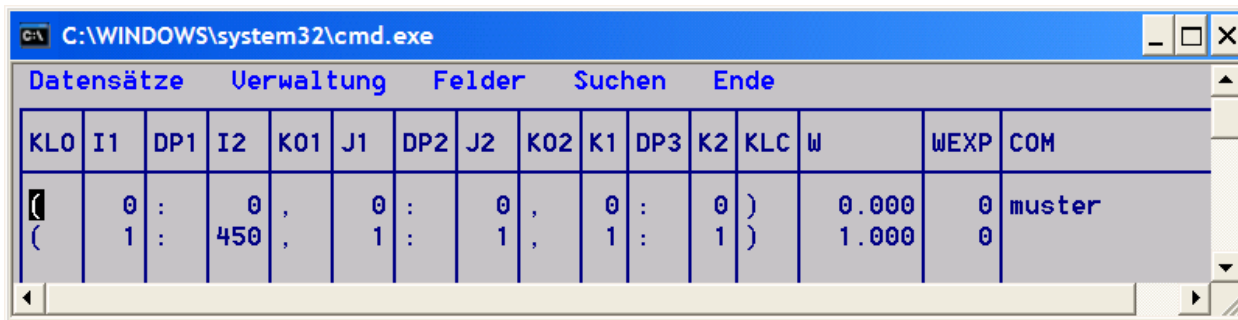 C:\WINDOWS\system32\cmd.exe
Datensätze Verwaltung Felder Suchen Ende
KLO I1 DP1 I2 KO1 J1 DP2 J2 KO2 K1 DP3 K2 KLC W WEXP COM
( 0 : 0 , 0 : 0 , 0 : 0 ) 0.000 0 muster
( 1 : 450 , 1 : 1 , 1 : 1 ) 1.000 0